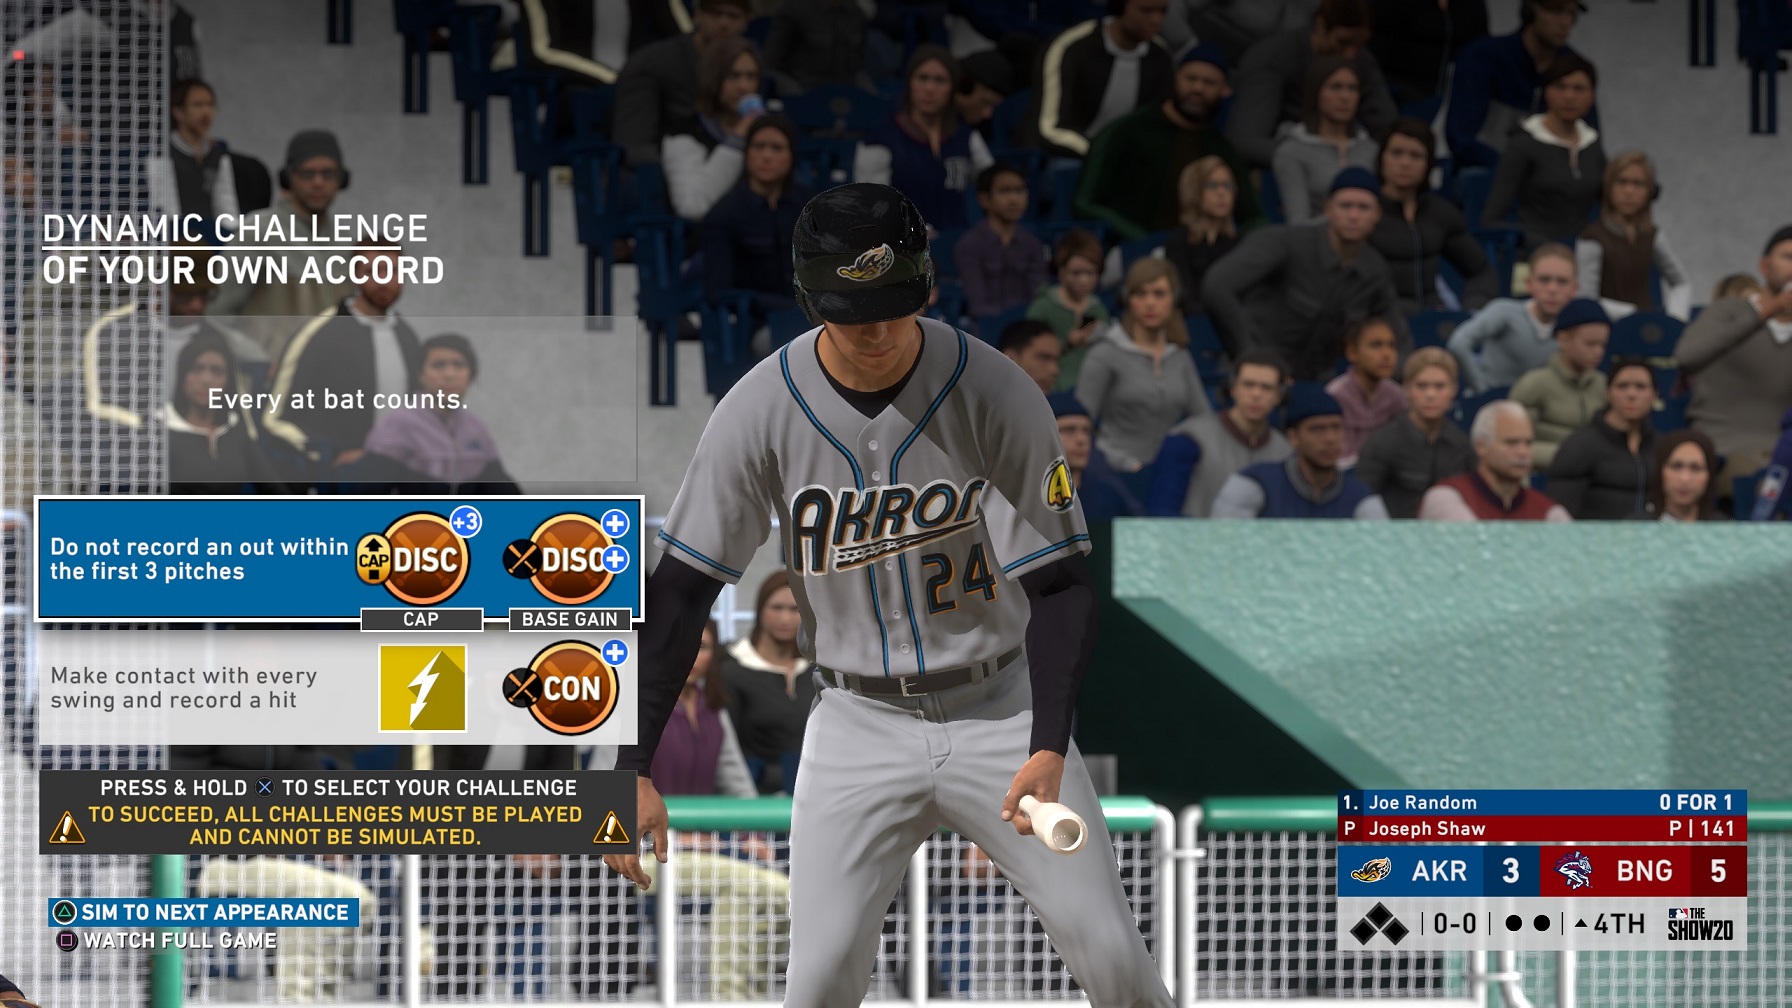 DYNAMIC CHALLENGE
OF YOUR OWN ACCORD
Every at bat counts.
Do not record an out within
the first 3 pitches
CAP
DISC
+3
DISC
CAP
BASE GAIN
Make contact with every
swing and record a hit
CON
PRESS & HOLD TO SELECT YOUR CHALLENGE
TO SUCCEED, ALL CHALLENGES MUST BE PLAYED
AND CANNOT BE SIMULATED.
SIM TO NEXT APPEARANCE
WATCH FULL GAME
AKRON
24
A
1. Joe Random 0 FOR 1
P Joseph Shaw P | 141
AKR 3 BNG 5
0-0 4TH THE SHOW20